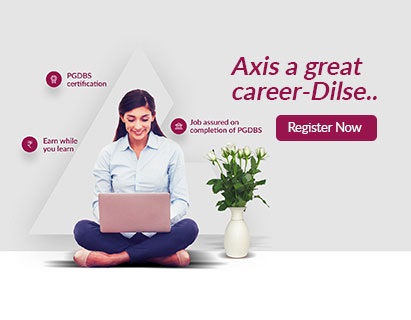 PGDBS
certification
Axis a great
career-Dilse..
Job assured on
completion of PGDBS
Register Now
Earn while
you learn